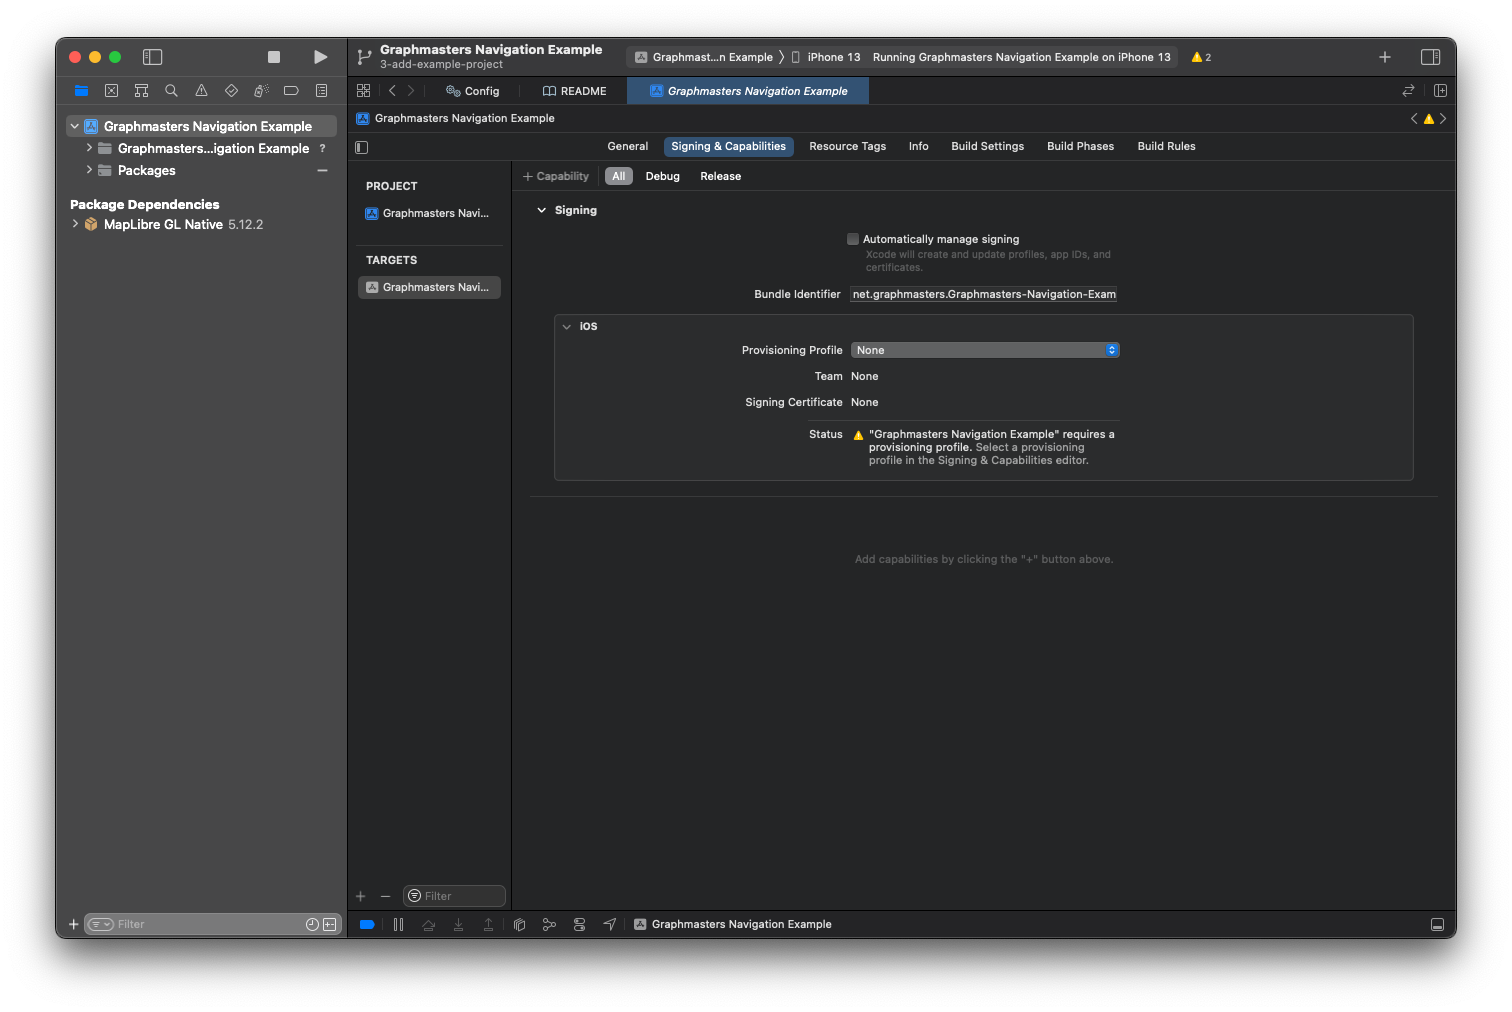 Graphmasters Navigation Example
3-add-example-project
Graphmast...n Example
iPhone 13
Running Graphmasters Navigation Example on iPhone 13
2
Config
README
Graphmasters Navigation Example
Graphmasters Navigation Example
Graphmasters Navigation Example
Graphmasters...igation Example
?
Packages
Package Dependencies
MapLibre GL Native 5.12.2
General
Signing & Capabilities
Resource Tags
Info
Build Settings
Build Phases
Build Rules
PROJECT
Graphmasters Navi...
TARGETS
Graphmasters Navi...
+ Capability
All
Debug
Release
Signing
Automatically manage signing
Xcode will create and update profiles, app IDs, and
certificates.
Bundle Identifier
net.graphmasters.Graphmasters-Navigation-Exam
iOS
Provisioning Profile
None
Team
None
Signing Certificate
None
Status
"Graphmasters Navigation Example" requires a
provisioning profile. Select a provisioning
profile in the Signing & Capabilities editor.
Add capabilities by clicking the "+" button above.
Filter
Filter
Graphmasters Navigation Example